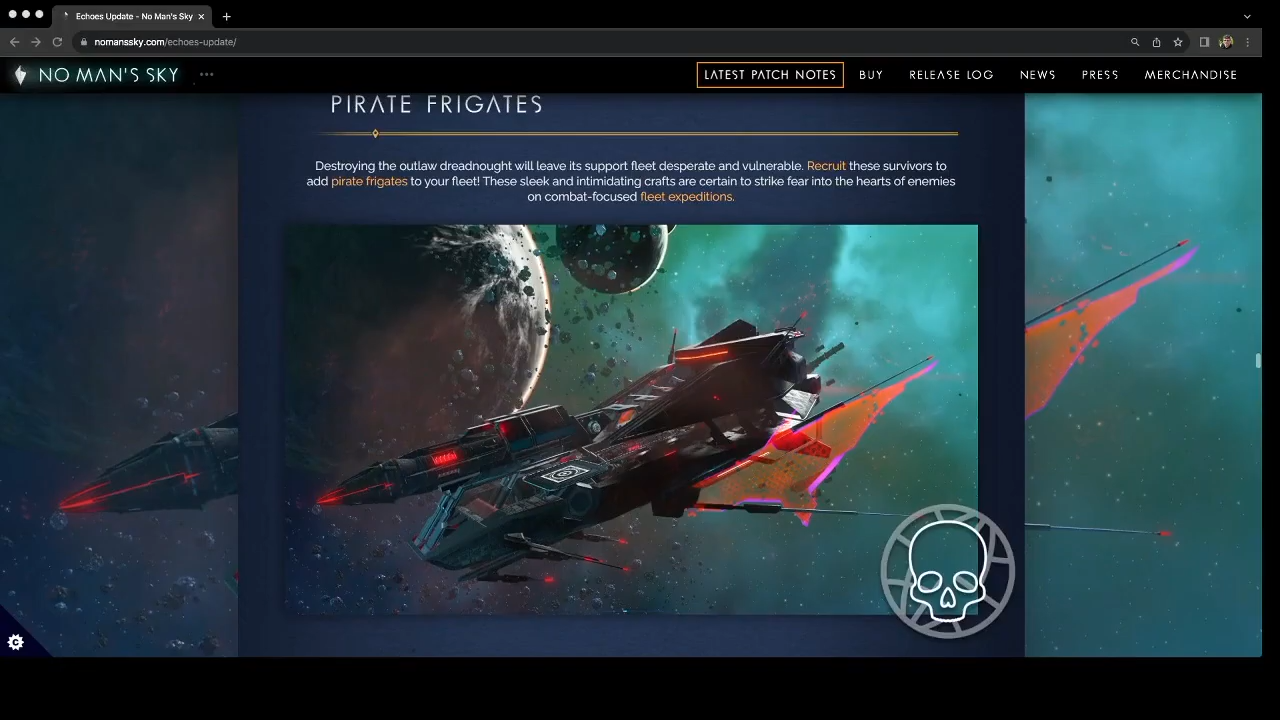 Echoes Update - No Man's Sky
nomanssky.com/echoes-update/
NO MAN'S SKY
LATEST PATCH NOTES
BUY
RELEASE LOG
NEWS
PRESS
MERCHANDISE
PIRATE FRIGATES
Destroying the outlaw dreadnought will leave its support fleet desperate and vulnerable. Recruit these survivors to
add pirate frigates to your fleet! These sleek and intimidating crafts are certain to strike fear into the hearts of enemies
on combat-focused fleet expeditions.